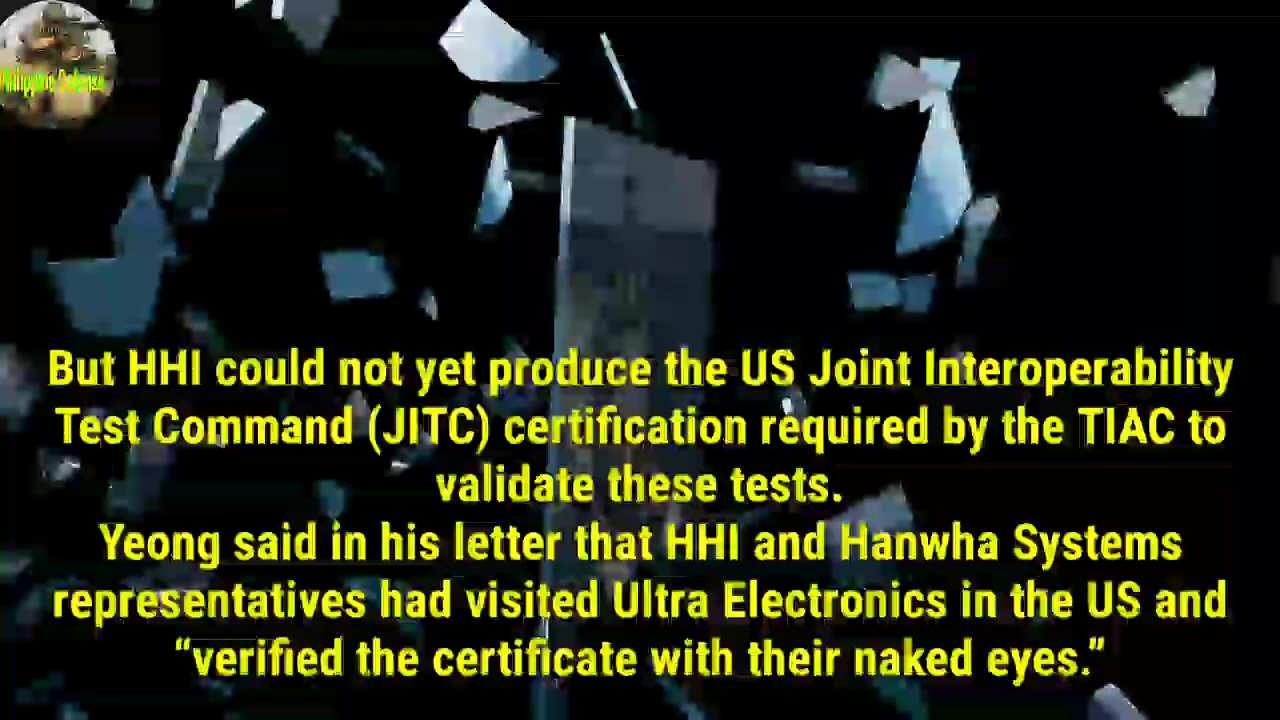 Philippine Defense
But HHI could not yet produce the US Joint Interoperability
Test Command (JITC) certification required by the TIAC to
validate these tests.
Yeong said in his letter that HHI and Hanwha Systems
representatives had visited Ultra Electronics in the US and
“verified the certificate with their naked eyes.”